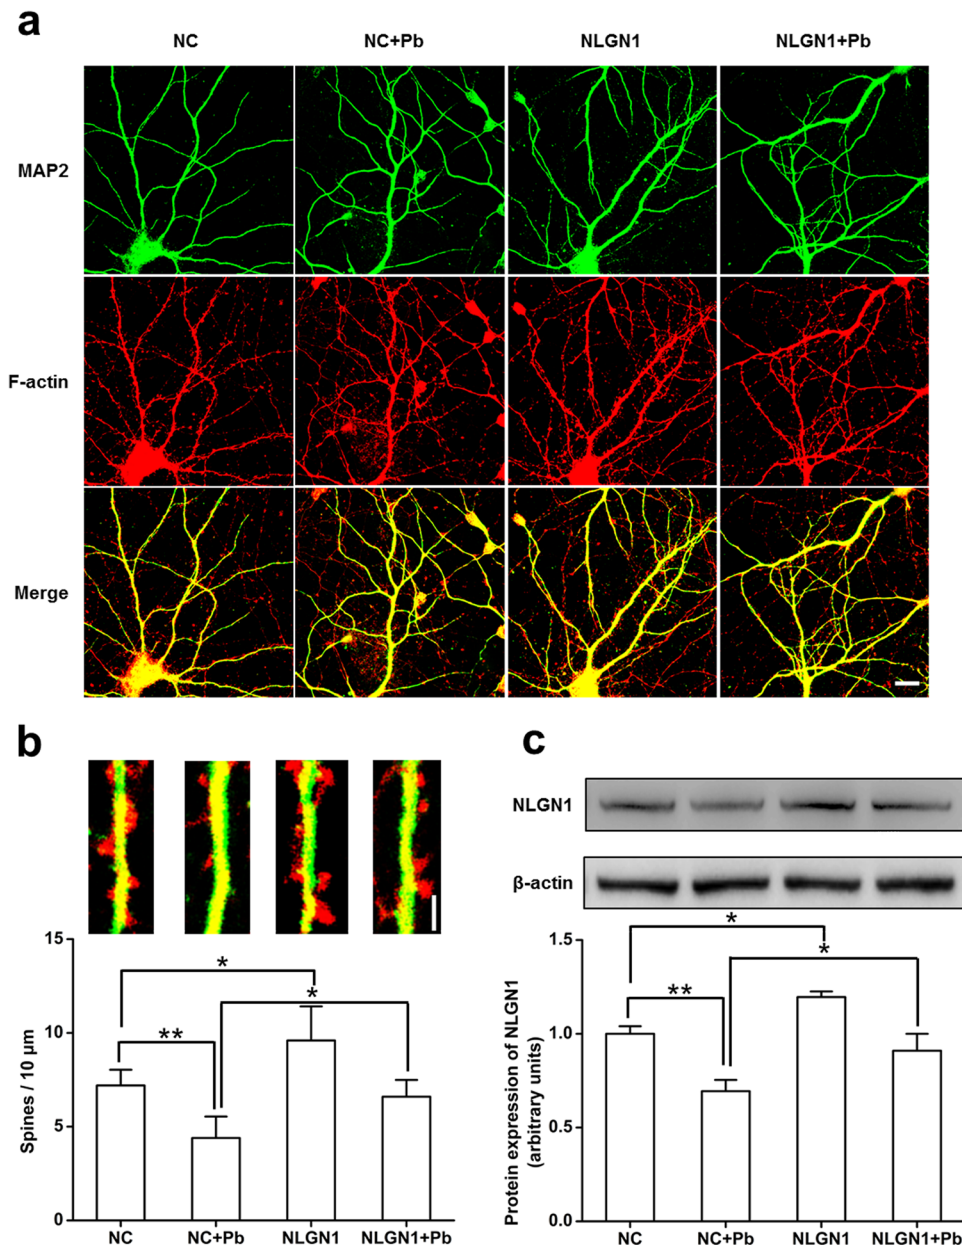 a
NC NC+Pb NLGN1 NLGN1+Pb
MAP2
F-actin
Merge
b
c
NLGN1
β-actin
15
10
5
0
Spines / 10 μm
*
*
**
NC NC+Pb NLGN1 NLGN1+Pb
1.5
1.0
0.5
0.0
Protein expression of NLGN1
(arbitrary units)
*
*
**
NC NC+Pb NLGN1 NLGN1+Pb